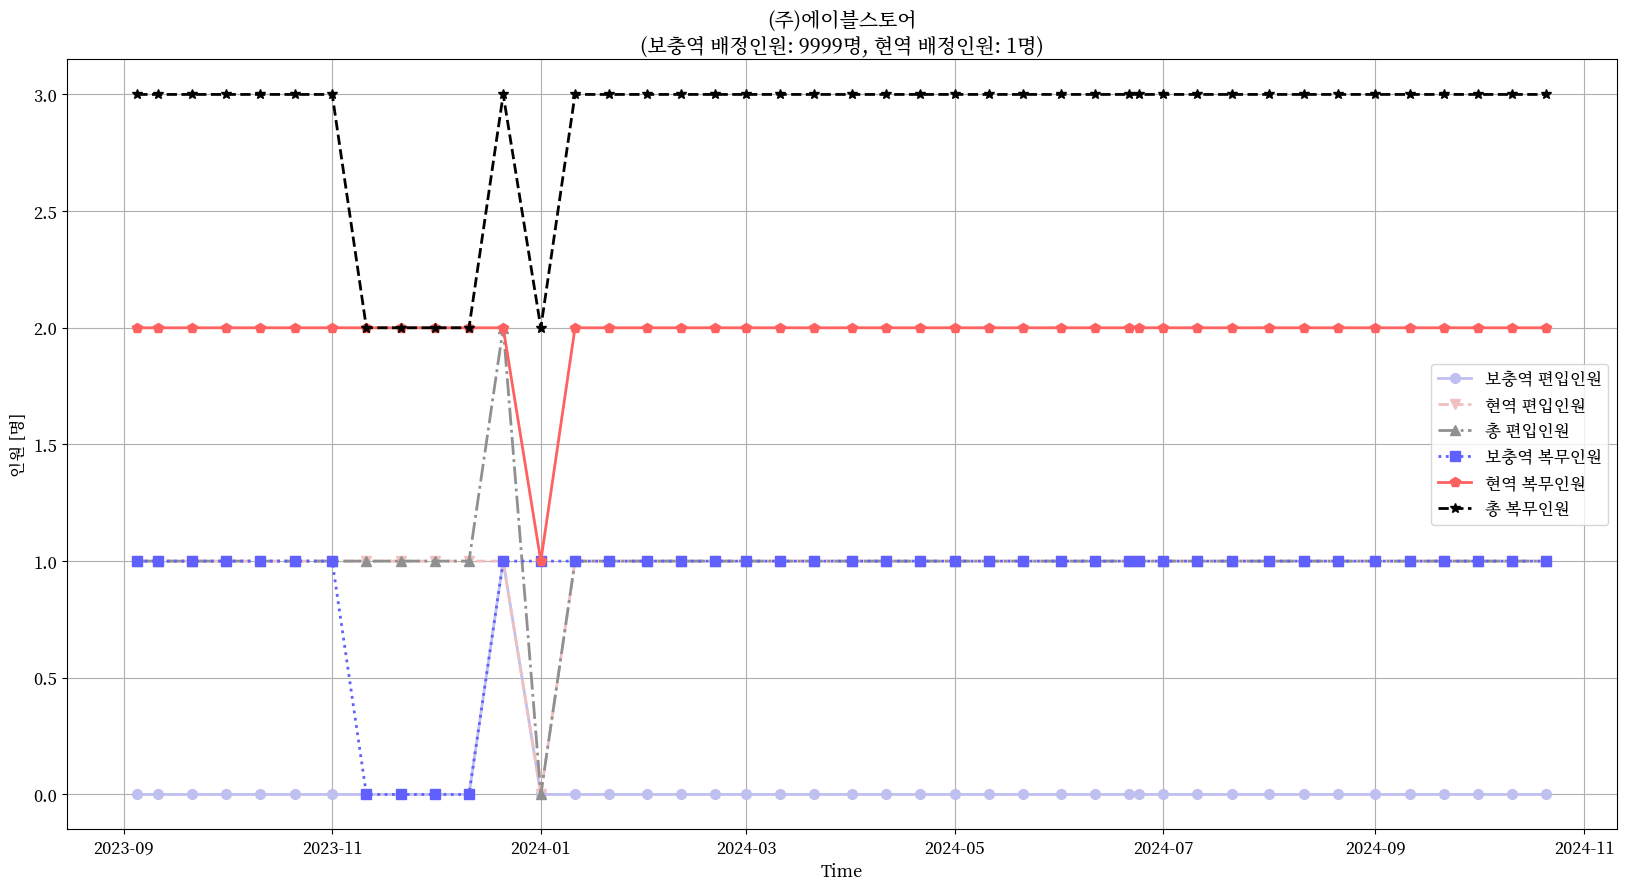 (주)에이블스토어
(보충역 배정인원: 9999명, 현역 배정인원: 1명)
인원 [명]
3.0
2.5
2.0
1.5
1.0
0.5
0.0
보충역 편입인원
현역 편입인원
총 편입인원
보충역 복무인원
현역 복무인원
총 복무인원
2023-09
2023-11
2024-01
2024-03
2024-05
2024-07
2024-09
2024-11
Time